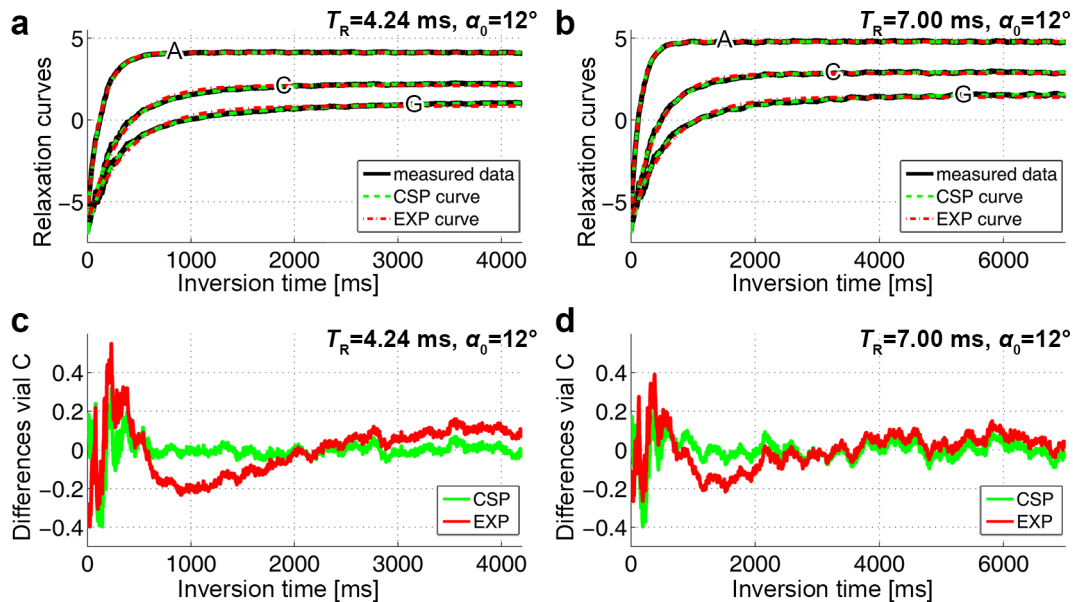 a
T_R=4.24 ms, α_0=12°
5
0
−5
Relaxation curves
A
C
G
measured data
CSP curve
EXP curve
0 1000 2000 3000 4000
Inversion time [ms]
b
T_R=7.00 ms, α_0=12°
5
0
−5
Relaxation curves
A
C
G
measured data
CSP curve
EXP curve
0 2000 4000 6000
Inversion time [ms]
c
T_R=4.24 ms, α_0=12°
0.4
0.2
0
−0.2
−0.4
Differences vial C
CSP
EXP
0 1000 2000 3000 4000
Inversion time [ms]
d
T_R=7.00 ms, α_0=12°
0.4
0.2
0
−0.2
−0.4
Differences vial C
CSP
EXP
0 2000 4000 6000
Inversion time [ms]